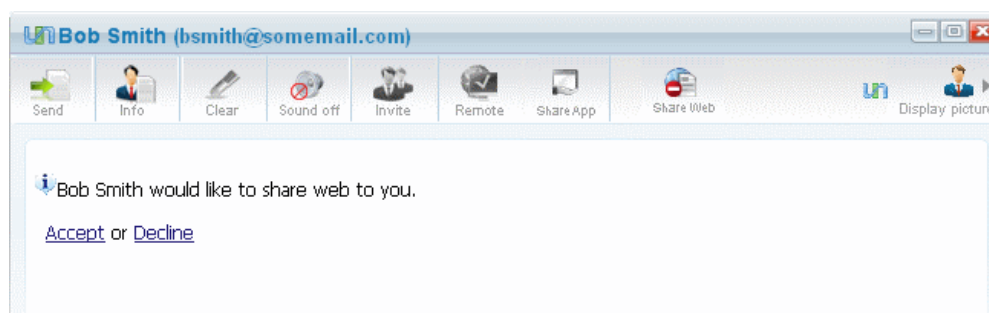 Bob Smith (bsmith@somemail.com)
Send Info Clear Sound off Invite Remote Share App Share Web Display picture
Bob Smith would like to share web to you.
Accept or Decline